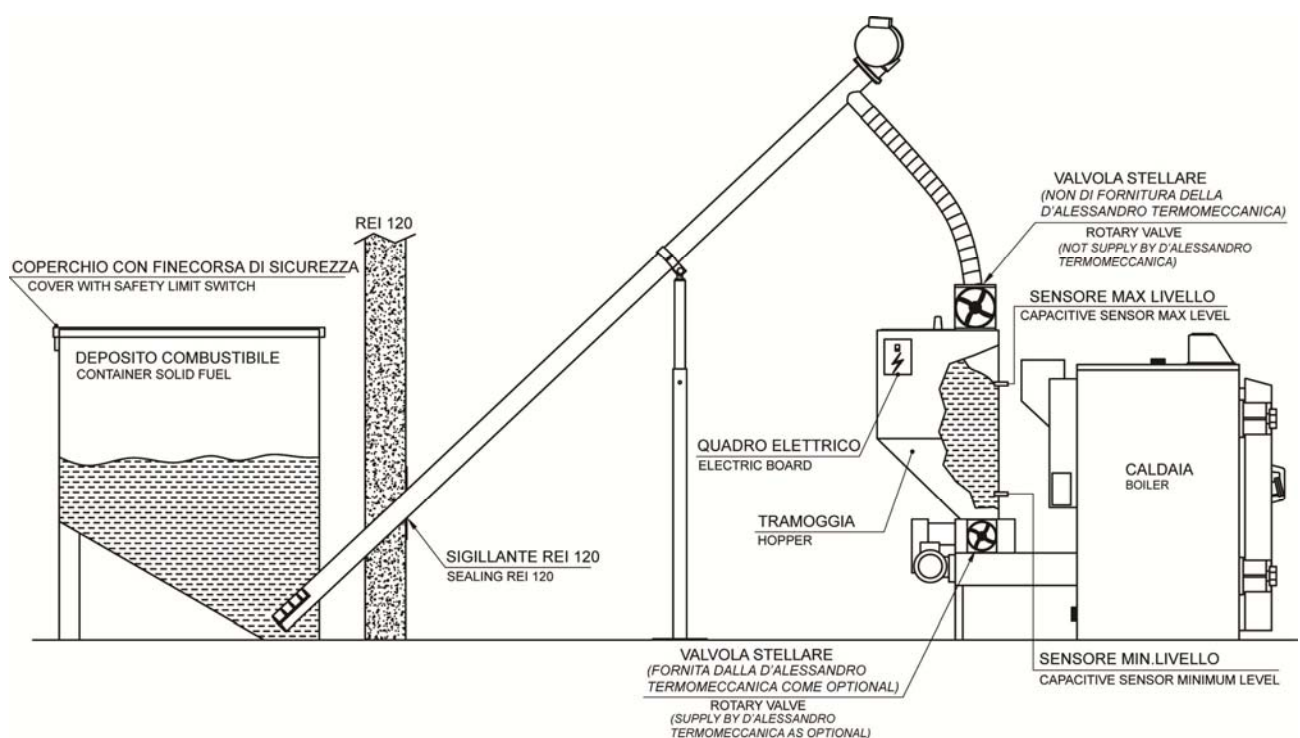 REI 120
COPERCHIO CON FINECORSA DI SICUREZZA
COVER WITH SAFETY LIMIT SWITCH
DEPOSITO COMBUSTIBILE
CONTAINER SOLID FUEL
SIGILLANTE REI 120
SEALING REI 120
VALVOLA STELLARE
(NON DI FORNITURA DELLA
D'ALESSANDRO TERMOMECCANICA)
ROTARY VALVE
(NOT SUPPLY BY D'ALESSANDRO
TERMOMECCANICA)
SENSORE MAX LIVELLO
CAPACITIVE SENSOR MAX LEVEL
QUADRO ELETTRICO
ELECTRIC BOARD
TRAMOGGIA
HOPPER
CALDAIA
BOILER
VALVOLA STELLARE
(FORNITA DALLA D'ALESSANDRO
TERMOMECCANICA COME OPTIONAL)
ROTARY VALVE
(SUPPLY BY D'ALESSANDRO
TERMOMECCANICA AS OPTIONAL)
SENSORE MIN.LIVELLO
CAPACITIVE SENSOR MINIMUM LEVEL